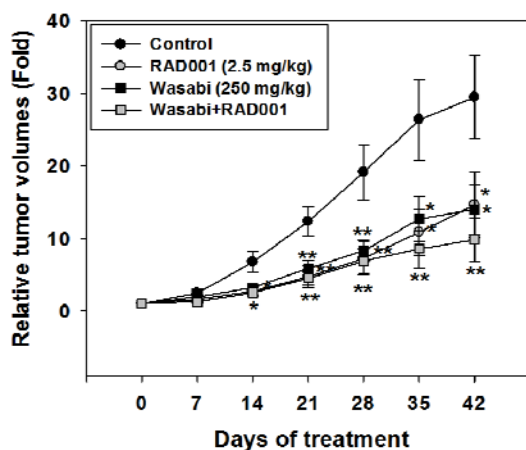 Relative tumor volumes (Fold)
40
30
20
10
0
Control
RAD001 (2.5 mg/kg)
Wasabi (250 mg/kg)
Wasabi+RAD001
* * * *
** ** ** **
* ** ** ** **
0 7 14 21 28 35 42
Days of treatment